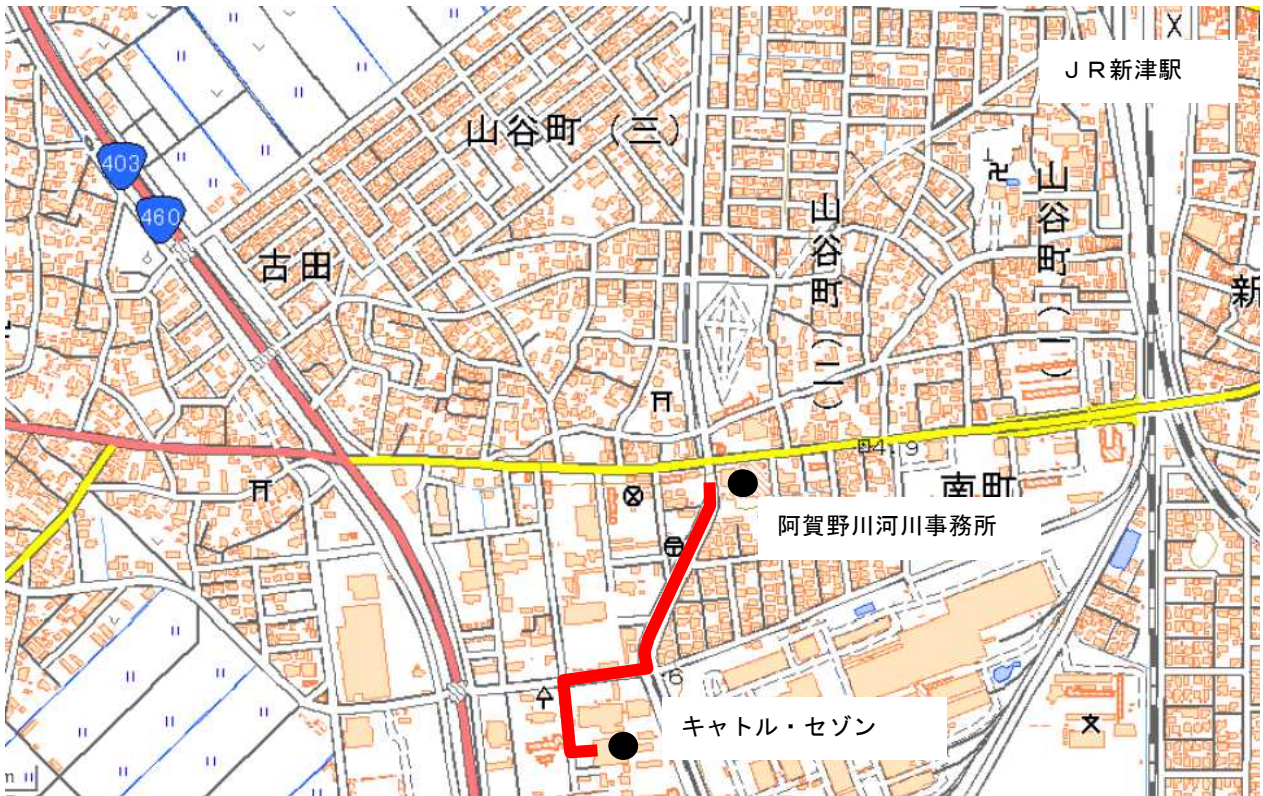 JR新津駅
山谷町(三)
403
460
古田
山谷町(二)
山谷町(一)
新
54.9
南町
阿賀野川河川事務所
6
キャトル・セゾン